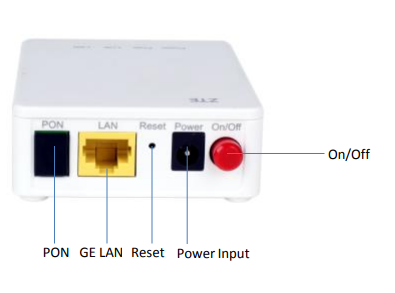 ZTE
PON LAN Reset Power On/Off
On/Off
PON GE LAN Reset Power Input